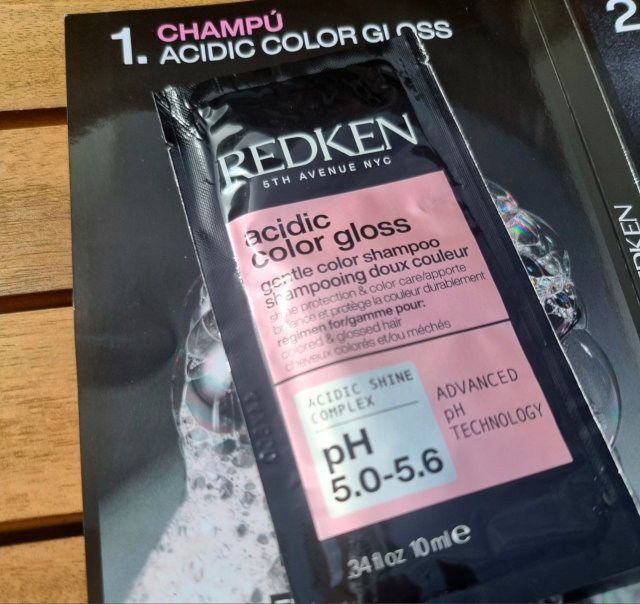 1. CHAMPÚ
ACIDIC COLOR GLOSS
2
REDKEN
5TH AVENUE NYC
acidic
color gloss
gentle color shampoo
shampooing doux couleur
shine protection & color care/apporte
brillance et protège la couleur durablement
regimen for/gamme pour:
colored & glossed hair
cheveux colorés et/ou méchés
ACIDIC SHINE
COMPLEX
pH
5.0-5.6
ADVANCED
pH
TECHNOLOGY
.34 fl oz 10 ml e